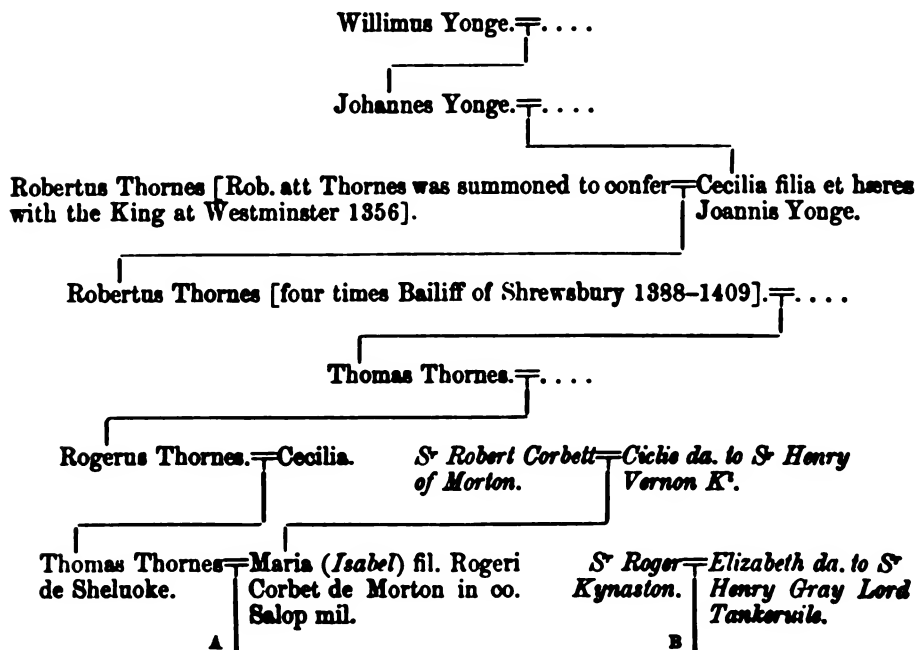 Willimus Yonge.=. . . .
Johannes Yonge.=. . . .
Robertus Thornes [Rob. att Thornes was summoned to confer=Cecilia filia et hæres
with the King at Westminster 1356]. Joannis Yonge.
Robertus Thornes [four times Bailiff of Shrewsbury 1388–1409].=. . . .
Thomas Thornes.=. . . .
Rogerus Thornes.=Cecilia. Sr Robert Corbett=Ciclie da. to Sr Henry
of Morton. Vernon Kt.
Thomas Thornes=Maria (Isabel) fil. Rogeri Sr Roger=Elizabeth da. to Sr
de Sheluoke. Corbet de Morton in co. Kynaston. Henry Gray Lord
Salop mil. Tankeruile.
A B